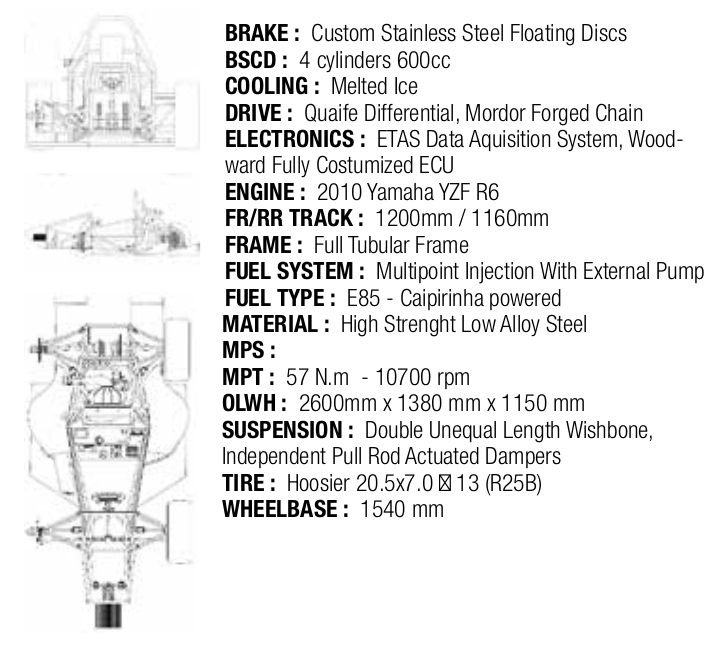 BRAKE : Custom Stainless Steel Floating Discs
BSCD : 4 cylinders 600cc
COOLING : Melted Ice
DRIVE : Quaife Differential, Mordor Forged Chain
ELECTRONICS : ETAS Data Aquisition System, Wood-
ward Fully Costumized ECU
ENGINE : 2010 Yamaha YZF R6
FR/RR TRACK : 1200mm / 1160mm
FRAME : Full Tubular Frame
FUEL SYSTEM : Multipoint Injection With External Pump
FUEL TYPE : E85 - Caipirinha powered
MATERIAL : High Strenght Low Alloy Steel
MPS :
MPT : 57 N.m - 10700 rpm
OLWH : 2600mm x 1380 mm x 1150 mm
SUSPENSION : Double Unequal Length Wishbone,
Independent Pull Rod Actuated Dampers
TIRE : Hoosier 20.5x7.0 ⍰ 13 (R25B)
WHEELBASE : 1540 mm